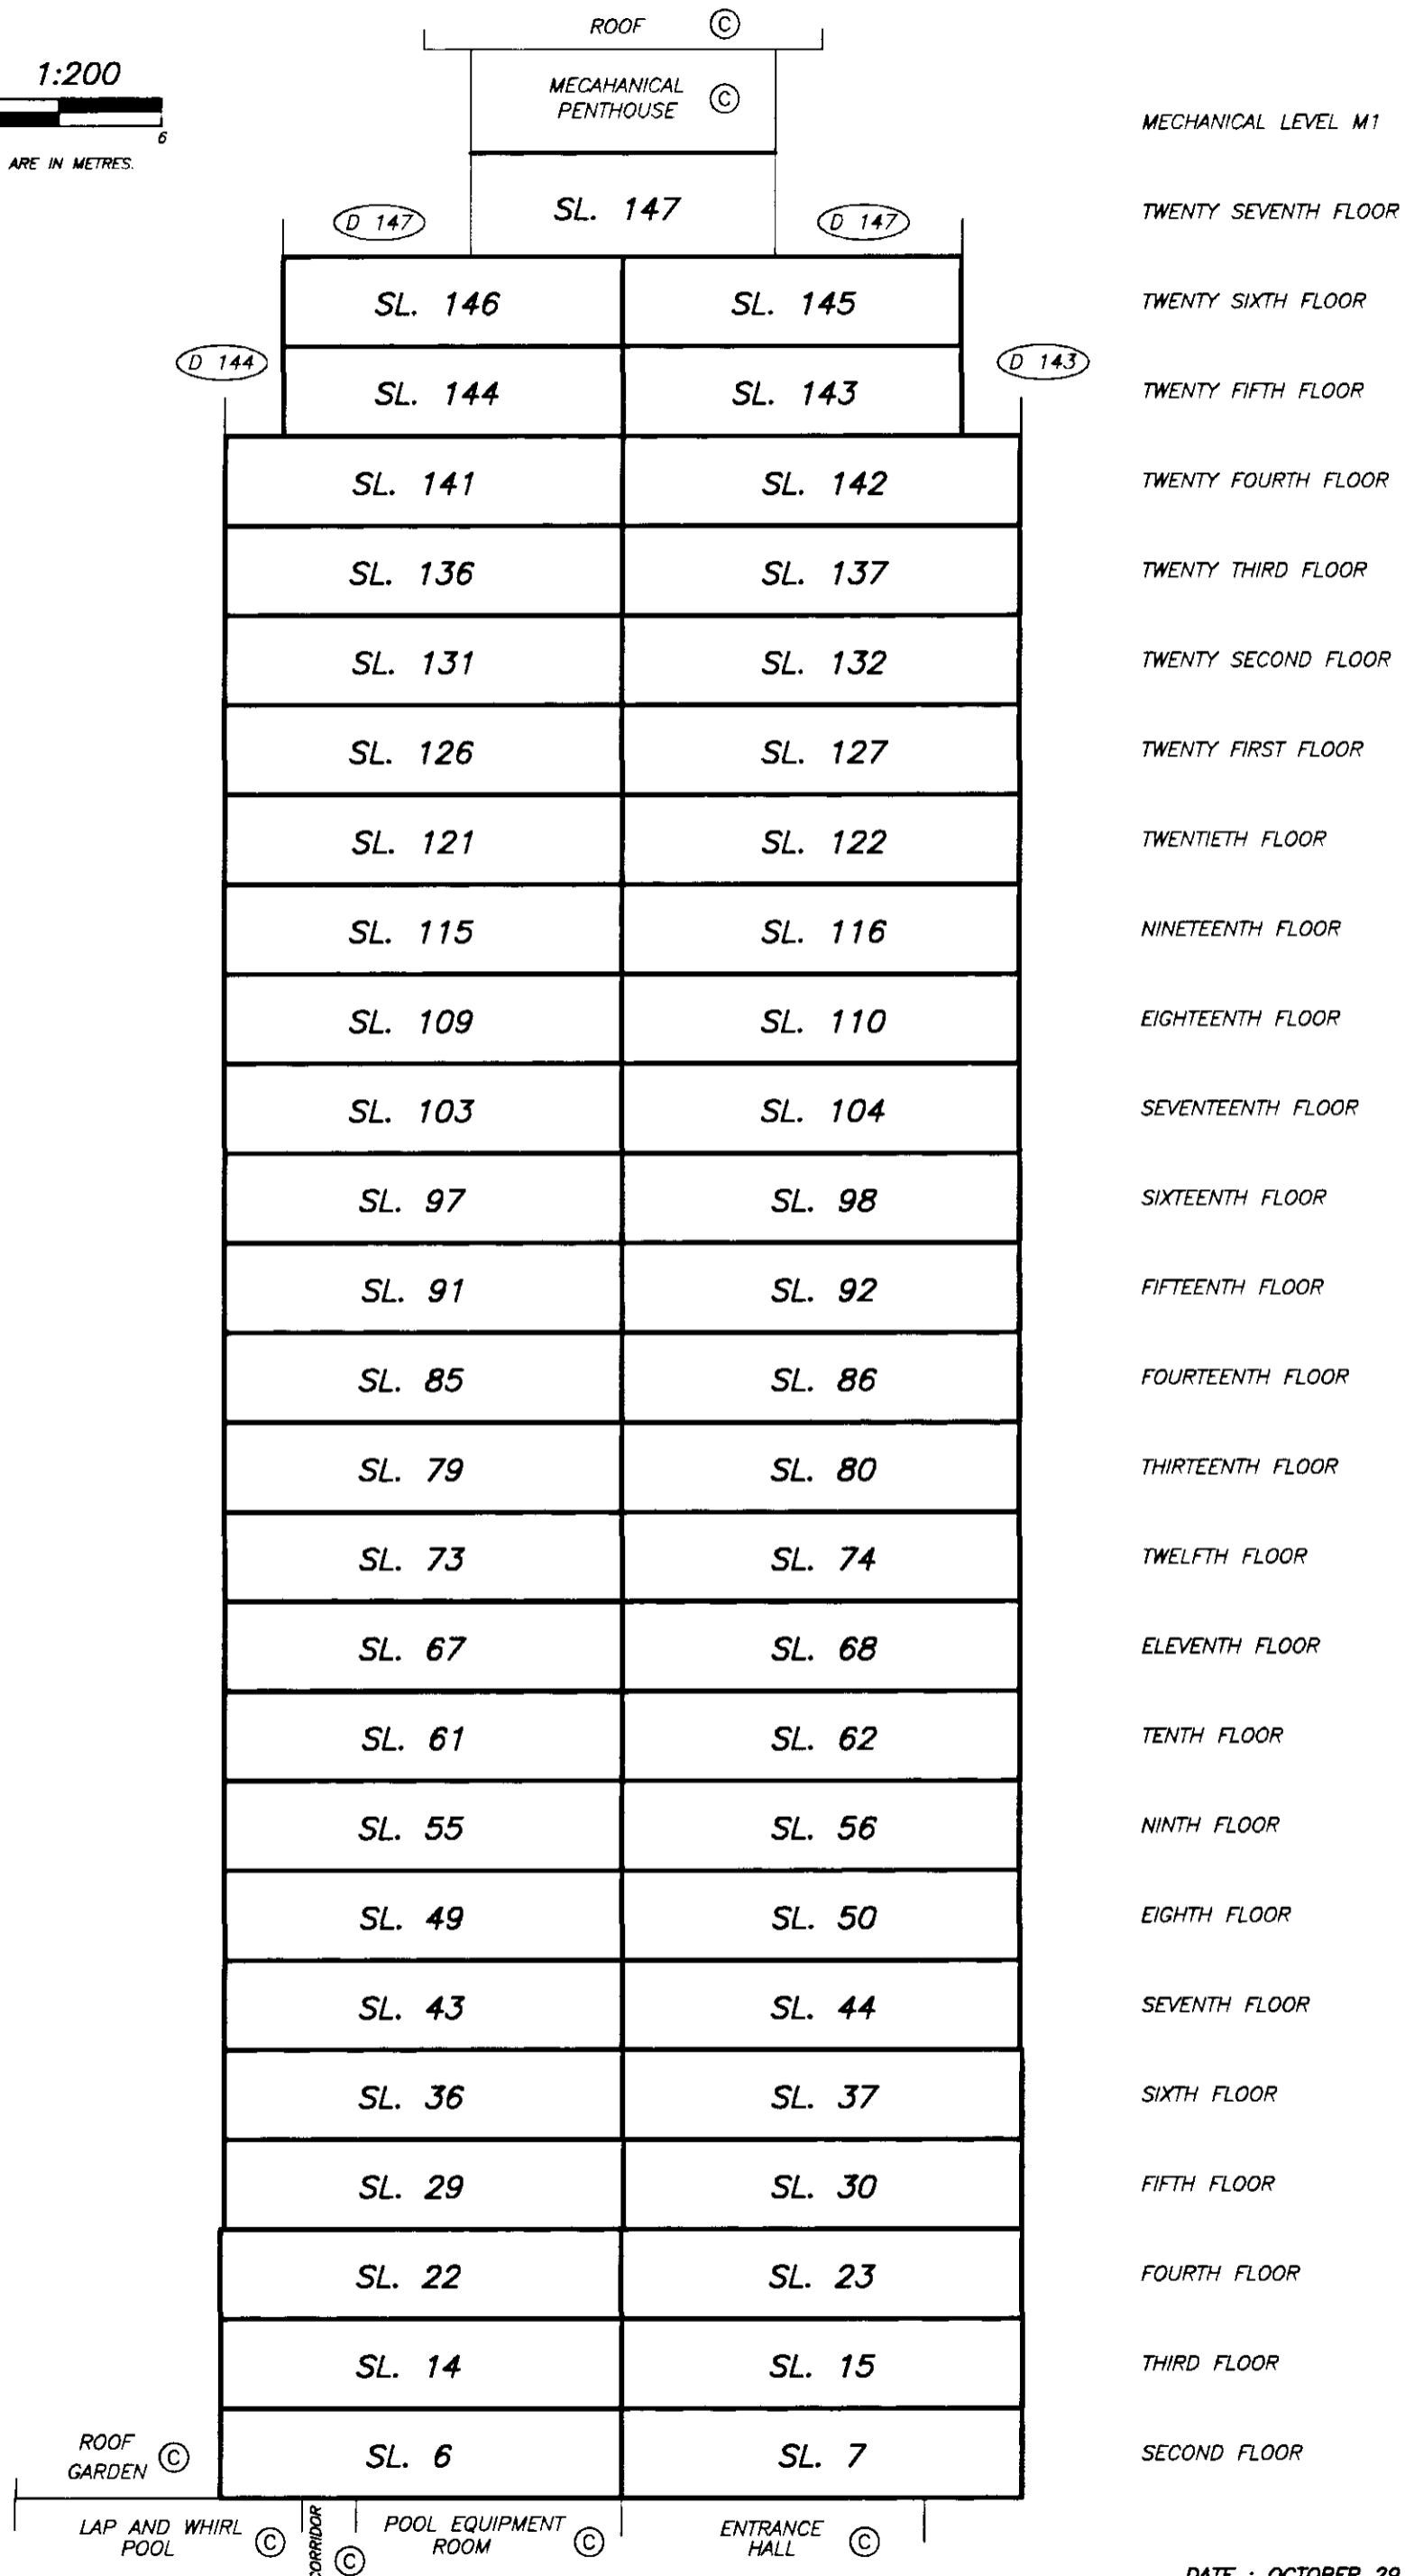 ROOF Ⓒ
1:200
6
ARE IN METRES.
MECAHANICAL
PENTHOUSE Ⓒ
MECHANICAL LEVEL M1
D 147 SL. 147 D 147 TWENTY SEVENTH FLOOR
SL. 146 SL. 145 TWENTY SIXTH FLOOR
D 144 SL. 144 SL. 143 D 143 TWENTY FIFTH FLOOR
SL. 141 SL. 142 TWENTY FOURTH FLOOR
SL. 136 SL. 137 TWENTY THIRD FLOOR
SL. 131 SL. 132 TWENTY SECOND FLOOR
SL. 126 SL. 127 TWENTY FIRST FLOOR
SL. 121 SL. 122 TWENTIETH FLOOR
SL. 115 SL. 116 NINETEENTH FLOOR
SL. 109 SL. 110 EIGHTEENTH FLOOR
SL. 103 SL. 104 SEVENTEENTH FLOOR
SL. 97 SL. 98 SIXTEENTH FLOOR
SL. 91 SL. 92 FIFTEENTH FLOOR
SL. 85 SL. 86 FOURTEENTH FLOOR
SL. 79 SL. 80 THIRTEENTH FLOOR
SL. 73 SL. 74 TWELFTH FLOOR
SL. 67 SL. 68 ELEVENTH FLOOR
SL. 61 SL. 62 TENTH FLOOR
SL. 55 SL. 56 NINTH FLOOR
SL. 49 SL. 50 EIGHTH FLOOR
SL. 43 SL. 44 SEVENTH FLOOR
SL. 36 SL. 37 SIXTH FLOOR
SL. 29 SL. 30 FIFTH FLOOR
SL. 22 SL. 23 FOURTH FLOOR
SL. 14 SL. 15 THIRD FLOOR
ROOF
GARDEN Ⓒ
SL. 6 SL. 7 SECOND FLOOR
LAP AND WHIRL
POOL Ⓒ
CORRIDOR Ⓒ
POOL EQUIPMENT
ROOM Ⓒ
ENTRANCE
HALL Ⓒ
DATE : OCTOBER 29